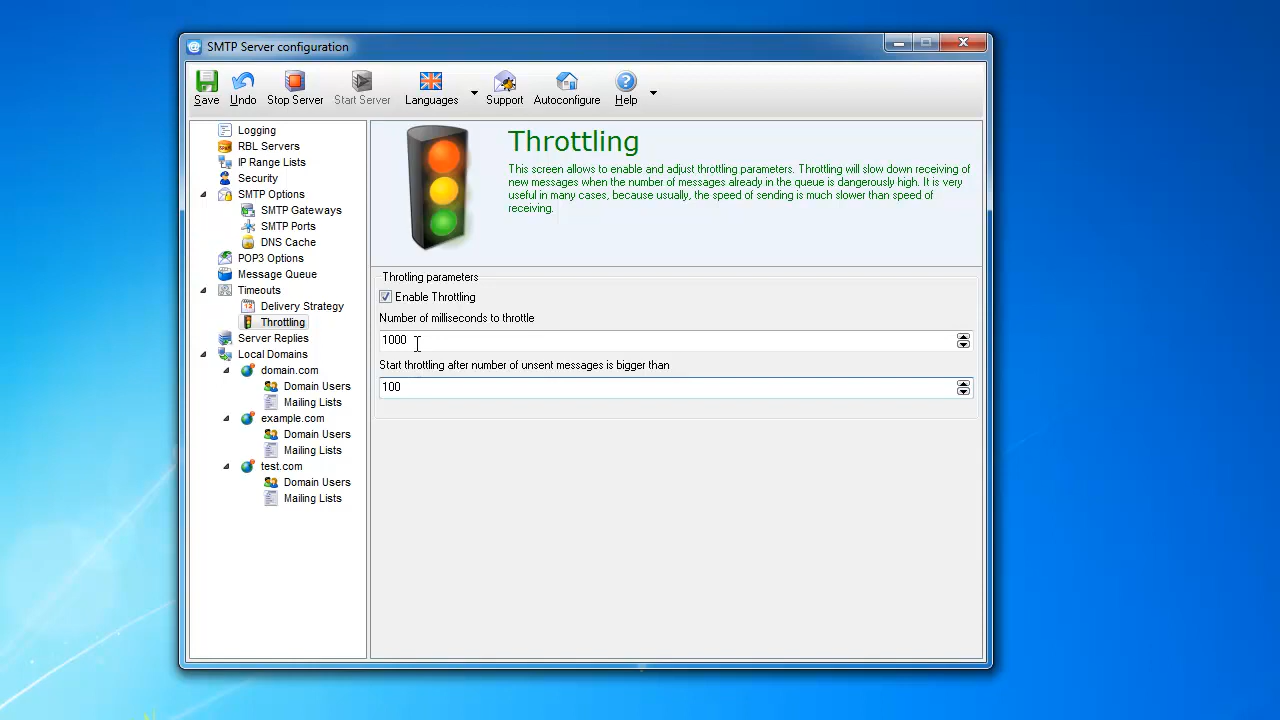 SMTP Server configuration
Save
Undo
Stop Server
Start Server
Languages
Support
Autoconfigure
Help
Logging
RBL Servers
IP Range Lists
Security
SMTP Options
SMTP Gateways
SMTP Ports
DNS Cache
POP3 Options
Message Queue
Timeouts
Delivery Strategy
Throttling
Server Replies
Local Domains
domain.com
Domain Users
Mailing Lists
example.com
Domain Users
Mailing Lists
test.com
Domain Users
Mailing Lists
Throttling
This screen allows to enable and adjust throttling parameters. Throttling will slow down receiving of
new messages when the number of messages already in the queue is dangerously high. It is very
useful in many cases, because usually, the speed of sending is much slower than speed of
receiving.
Throtling parameters
Enable Throttling
Number of milliseconds to throttle
1000
Start throttling after number of unsent messages is bigger than
100